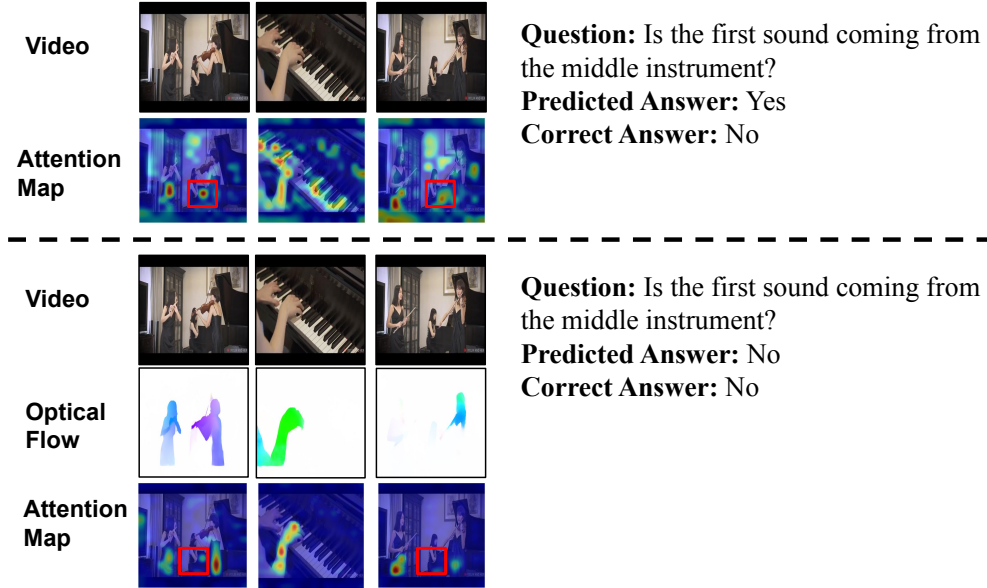 Video
Attention
Map
Question: Is the first sound coming from
the middle instrument?
Predicted Answer: Yes
Correct Answer: No
Video
Optical
Flow
Attention
Map
Question: Is the first sound coming from
the middle instrument?
Predicted Answer: No
Correct Answer: No